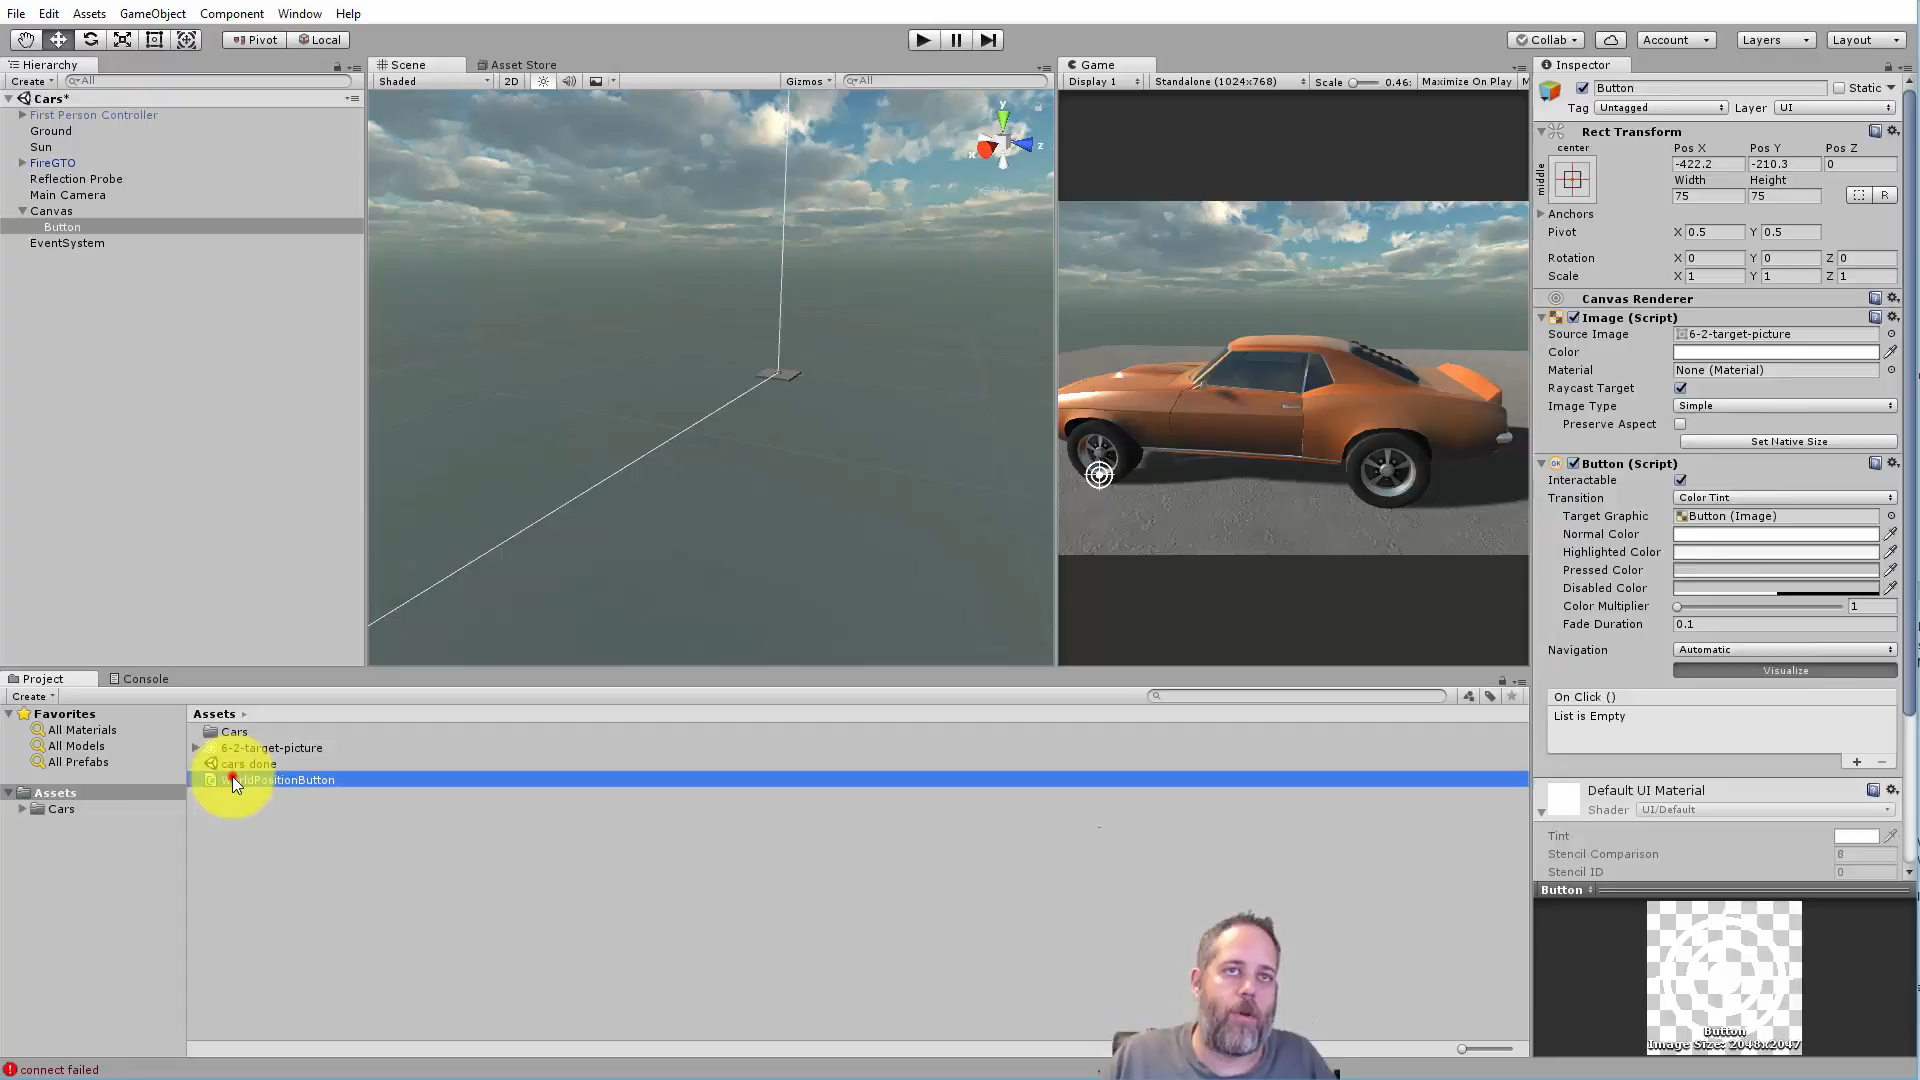 File Edit Assets GameObject Component Window Help
Pivot Local Collab Account Layers Layout
Hierarchy
Create All
Cars*
First Person Controller
Ground
Sun
FireGTO
Reflection Probe
Main Camera
Canvas
Button
EventSystem
Scene Asset Store
Shaded 2D Gizmos All
y
x
z
Game
Display 1 Standalone (1024x768) Scale 0.46: Maximize On Play M
Inspector
Button Static
Tag Untagged Layer UI
Rect Transform
center
middle
Pos X Pos Y Pos Z
-422.2 -210.3 0
Width Height
75 75 R
Anchors
Pivot X 0.5 Y 0.5
Rotation X 0 Y 0 Z 0
Scale X 1 Y 1 Z 1
Canvas Renderer
Image (Script)
Source Image 6-2-target-picture
Color
Material None (Material)
Raycast Target
Image Type Simple
Preserve Aspect
Set Native Size
Button (Script)
Interactable
Transition Color Tint
Target Graphic Button (Image)
Normal Color
Highlighted Color
Pressed Color
Disabled Color
Color Multiplier 1
Fade Duration 0.1
Navigation Automatic
Visualize
On Click ()
List is Empty
Default UI Material
Shader UI/Default
Tint
Stencil Comparison 8
Stencil ID 0
Button
Button
Image Size: 2048x2047
Project Console
Create
Favorites
All Materials
All Models
All Prefabs
Assets
Cars
Assets
Cars
6-2-target-picture
cars done
WorldPositionButton
connect failed